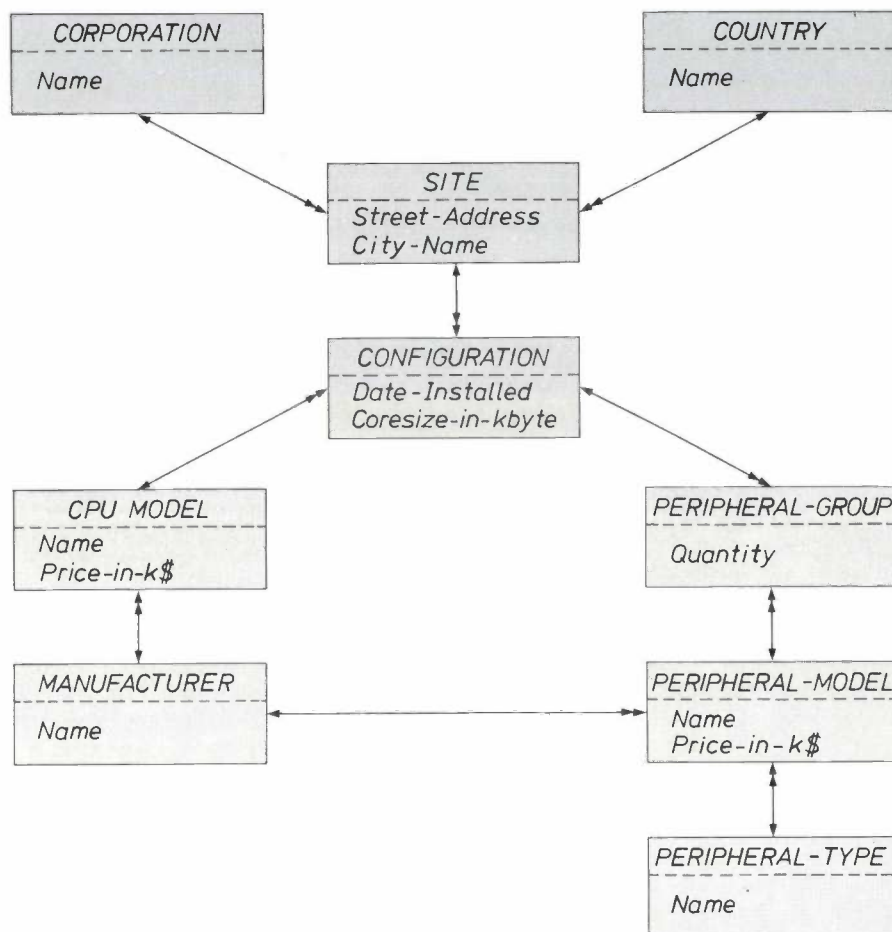 CORPORATION
Name
COUNTRY
Name
SITE
Street-Address
City-Name
CONFIGURATION
Date-Installed
Coresize-in-kbyte
CPU MODEL
Name
Price-in-k$
PERIPHERAL-GROUP
Quantity
MANUFACTURER
Name
PERIPHERAL-MODEL
Name
Price-in-k$
PERIPHERAL-TYPE
Name